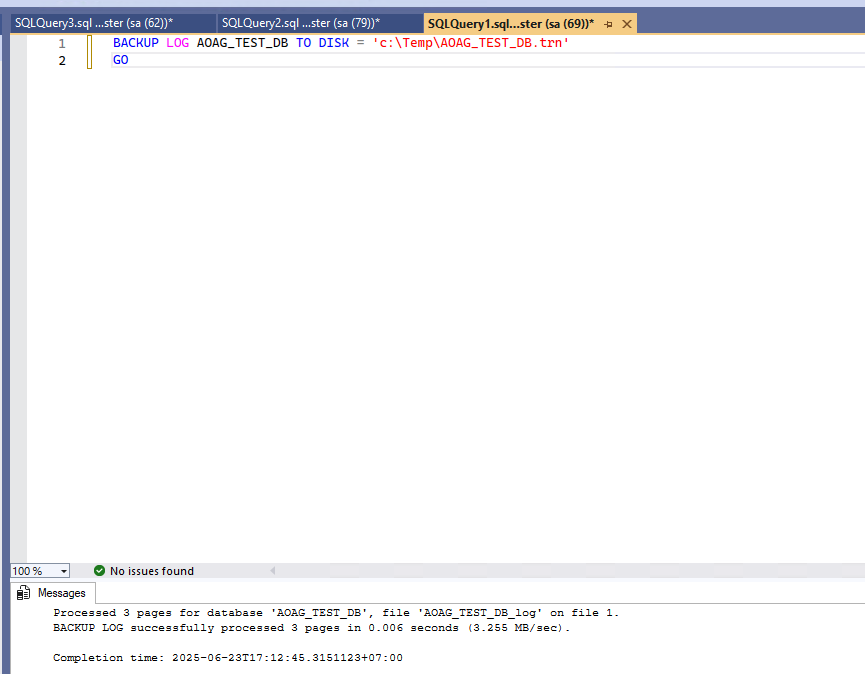 SQLQuery3.sql ...ster (sa (62))* SQLQuery2.sql ...ster (sa (79))* SQLQuery1.sql...ster (sa (69))*
1 BACKUP LOG AOAG_TEST_DB TO DISK = 'c:\Temp\AOAG_TEST_DB.trn'
2 GO
100 % No issues found
Messages
Processed 3 pages for database 'AOAG_TEST_DB', file 'AOAG_TEST_DB_log' on file 1.
BACKUP LOG successfully processed 3 pages in 0.006 seconds (3.255 MB/sec).
Completion time: 2025-06-23T17:12:45.3151123+07:00